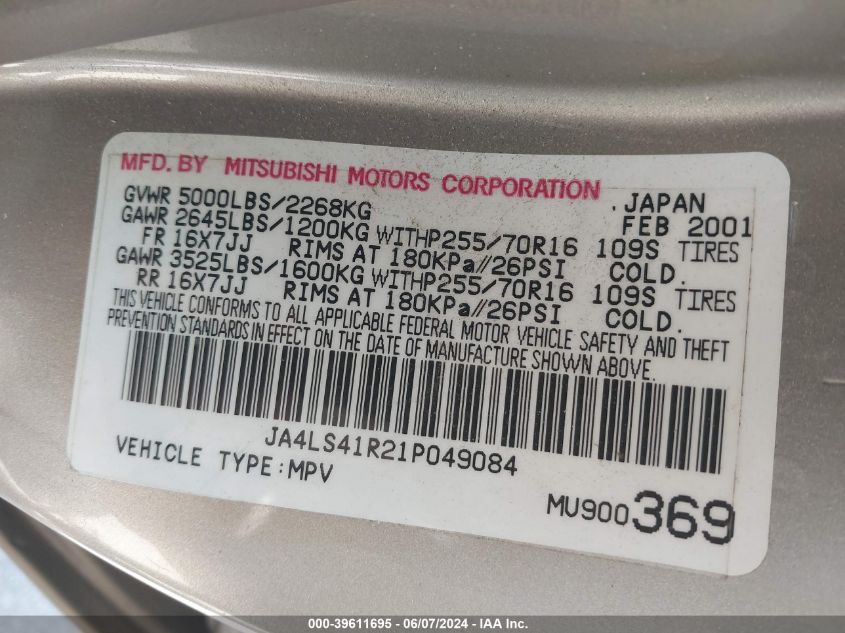 MFD. BY MITSUBISHI MOTORS CORPORATION, JAPAN
GVWR 5000LBS/2268KG FEB 2001
GAWR 2645LBS/1200KG WITHP255/70R16 109S TIRES
FR 16X7JJ RIMS AT 180KPa//26PSI COLD.
GAWR 3525LBS/1600KG WITHP255/70R16 109S TIRES
RR 16X7JJ RIMS AT 180KPa//26PSI COLD.
THIS VEHICLE CONFORMS TO ALL APPLICABLE FEDERAL MOTOR VEHICLE SAFETY AND THEFT
PREVENTION STANDARDS IN EFFECT ON THE DATE OF MANUFACTURE SHOWN ABOVE.
JA4LS41R21P049084
VEHICLE TYPE:MPV
MU900369
000-39611695 - 06/07/2024 - IAA Inc.